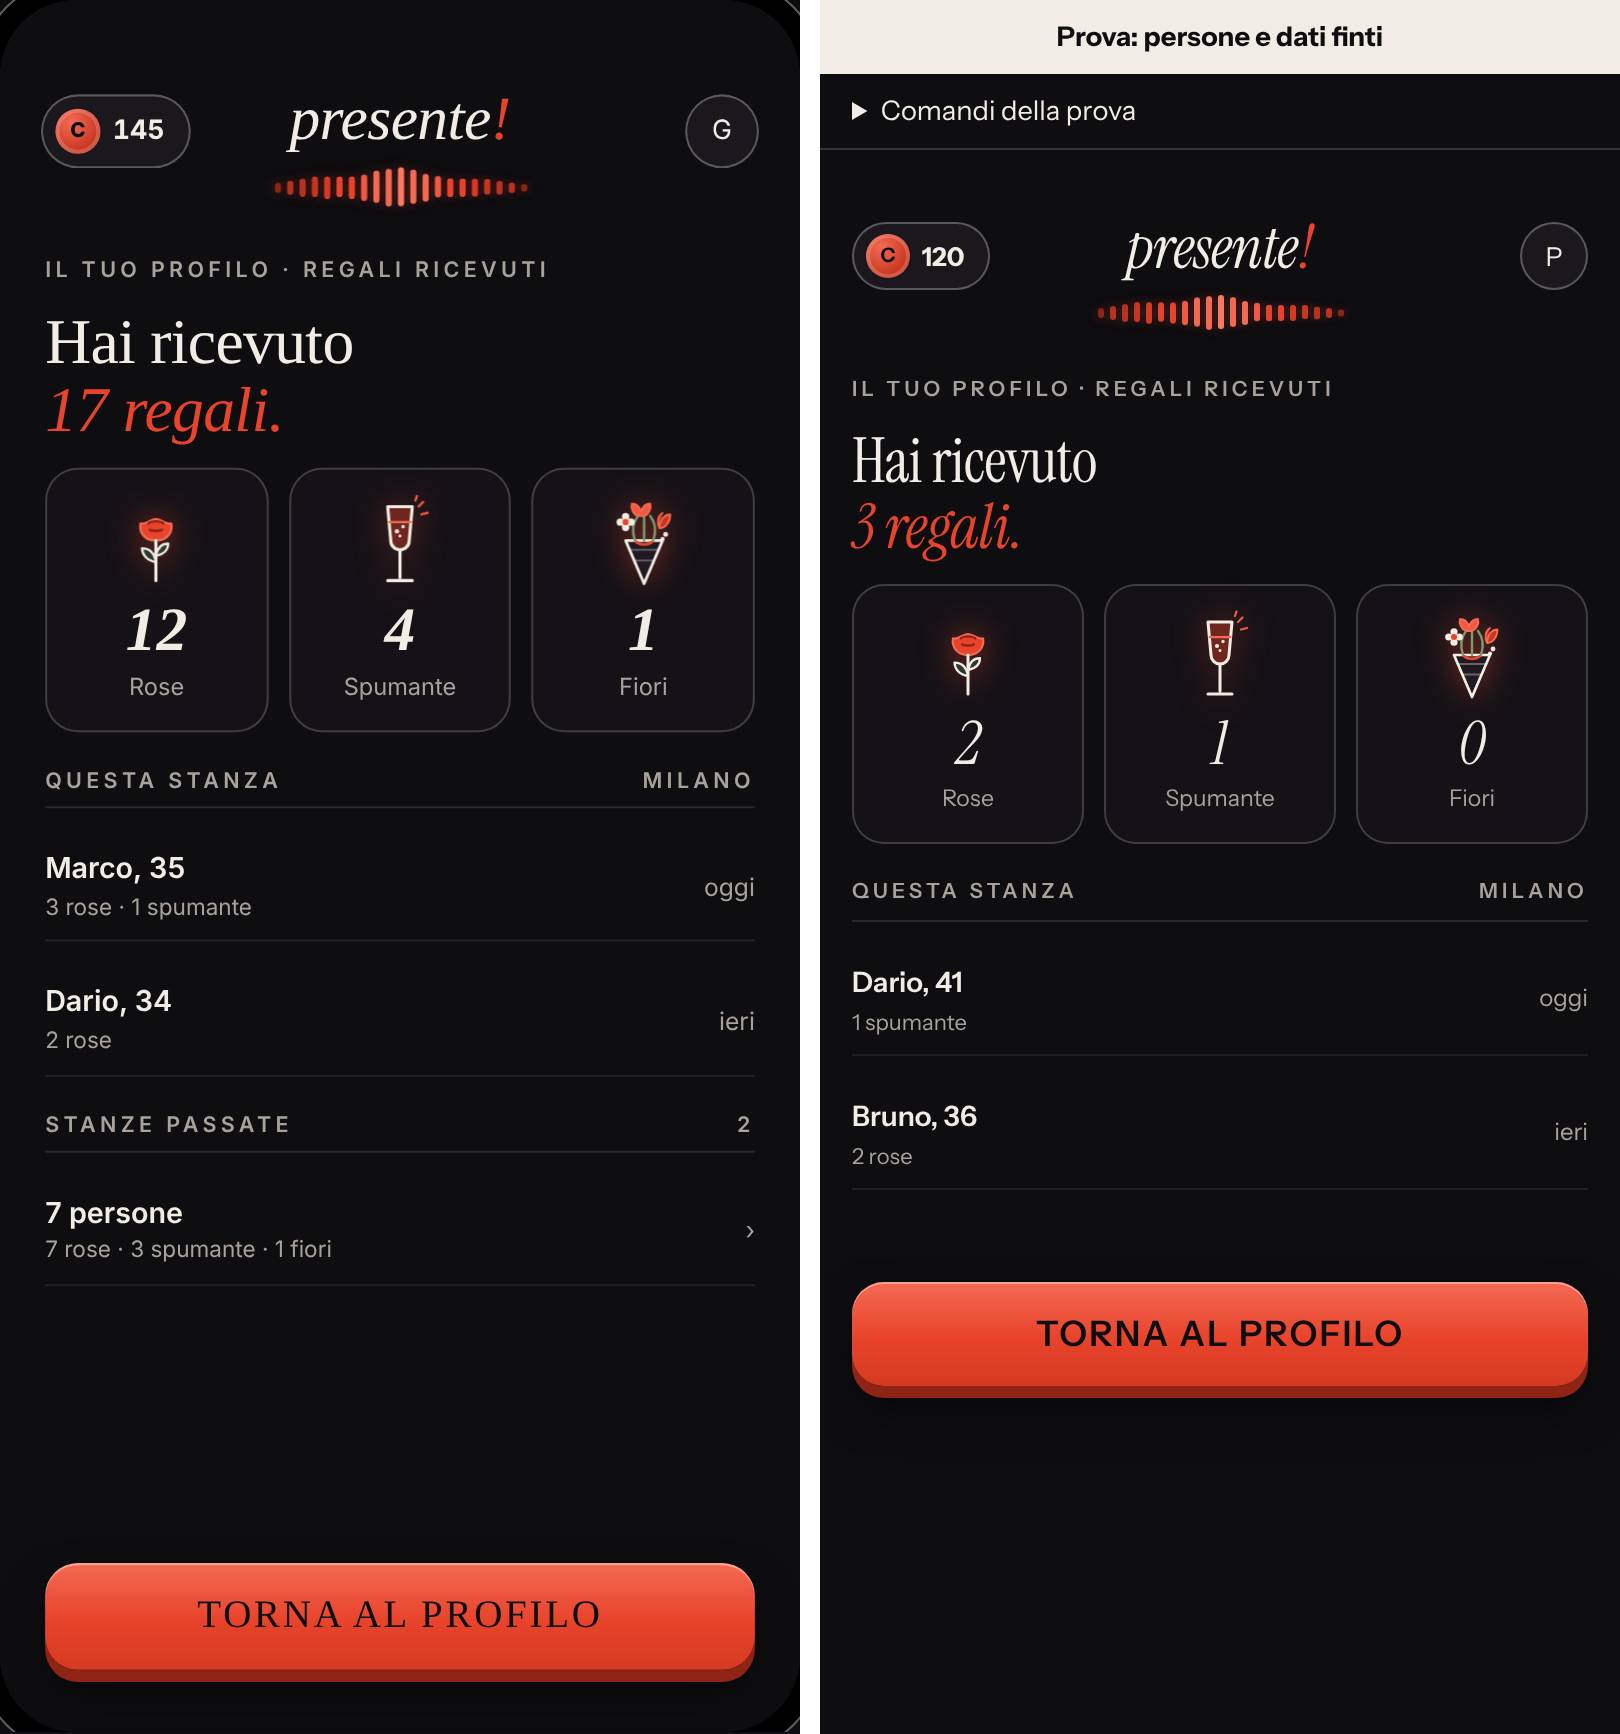 C 145
presente!
G
IL TUO PROFILO · REGALI RICEVUTI
Hai ricevuto
17 regali.
12
Rose
4
Spumante
1
Fiori
QUESTA STANZA
MILANO
Marco, 35
3 rose · 1 spumante
oggi
Dario, 34
2 rose
ieri
STANZE PASSATE
2
7 persone
7 rose · 3 spumante · 1 fiori
›
TORNA AL PROFILO
Prova: persone e dati finti
▶ Comandi della prova
C 120
presente!
P
IL TUO PROFILO · REGALI RICEVUTI
Hai ricevuto
3 regali.
2
Rose
1
Spumante
0
Fiori
QUESTA STANZA
MILANO
Dario, 41
1 spumante
oggi
Bruno, 36
2 rose
ieri
TORNA AL PROFILO